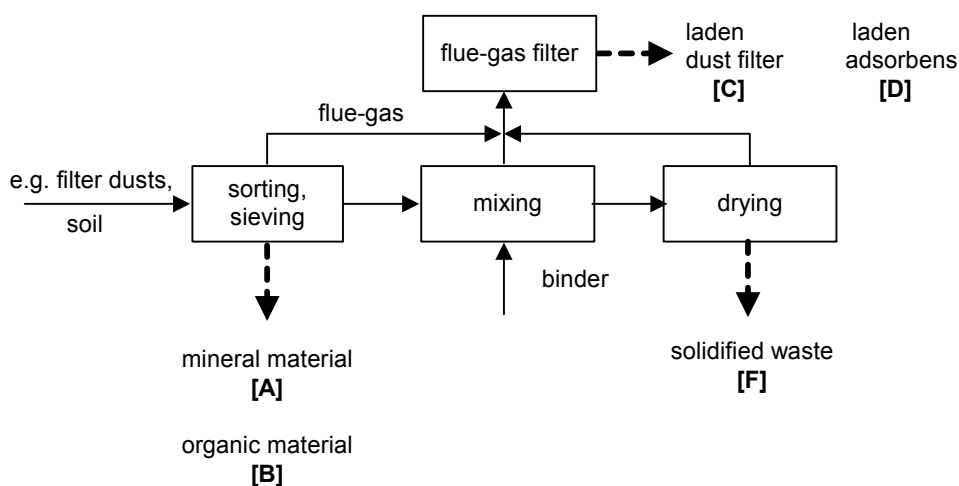 flue-gas filter
laden
dust filter
[C]
laden
adsorbens
[D]
flue-gas
e.g. filter dusts,
soil
sorting,
sieving
mixing
drying
binder
mineral material
[A]
solidified waste
[F]
organic material
[B]